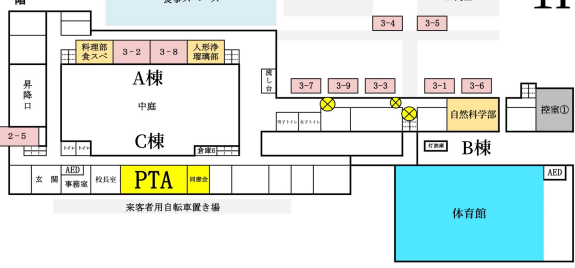 階
3-4
3-5
料理部
食スペ
3-2
3-8
人形浄
瑠璃部
A棟
中庭
昇降口
流し台
3-7
3-9
3-3
3-1
3-6
自然科学部
控室①
2-5
男子トイレ
女子トイレ
C棟
トイレ
トイレ
倉庫6
灯油庫
B棟
玄関
AED
事務室
校長室
PTA
同窓会
体育館
AED
来客者用自転車置き場